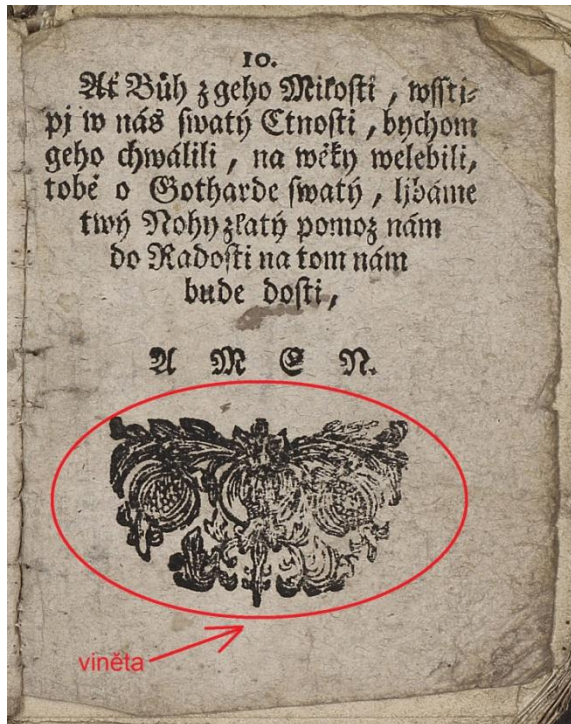 10.
Ať Bůh z geho Milosti, wssti-
pj w nás swatý Ctnosti, bychom
geho chwálili, na wěky welebili,
tobě o Gotharde swatý, ljbáme
twý Nohy zlatý pomoz nám
do Radosti na tom nám
bude dosti,
A M E N.
viněta